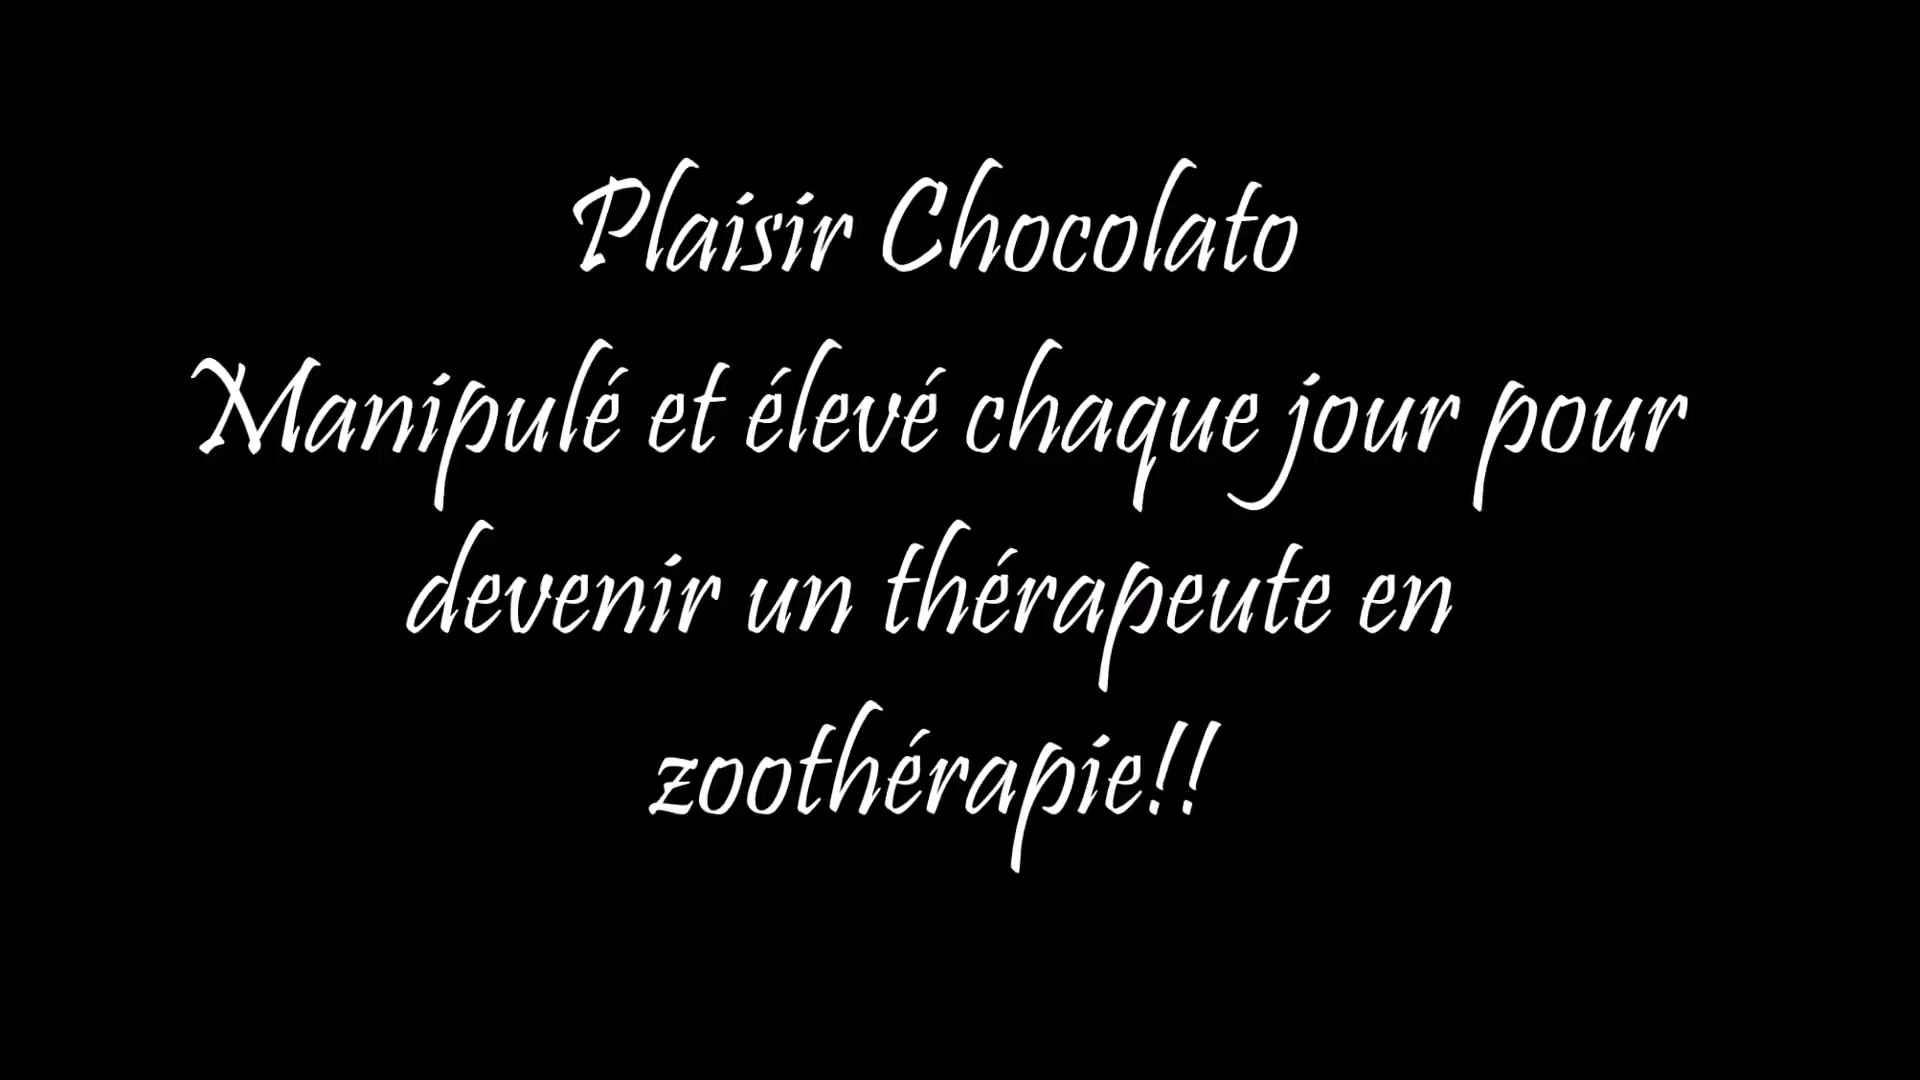 Plaisir Chocolato
Manipulé et élevé chaque jour pour
devenir un thérapeute en
zoothérapie!!